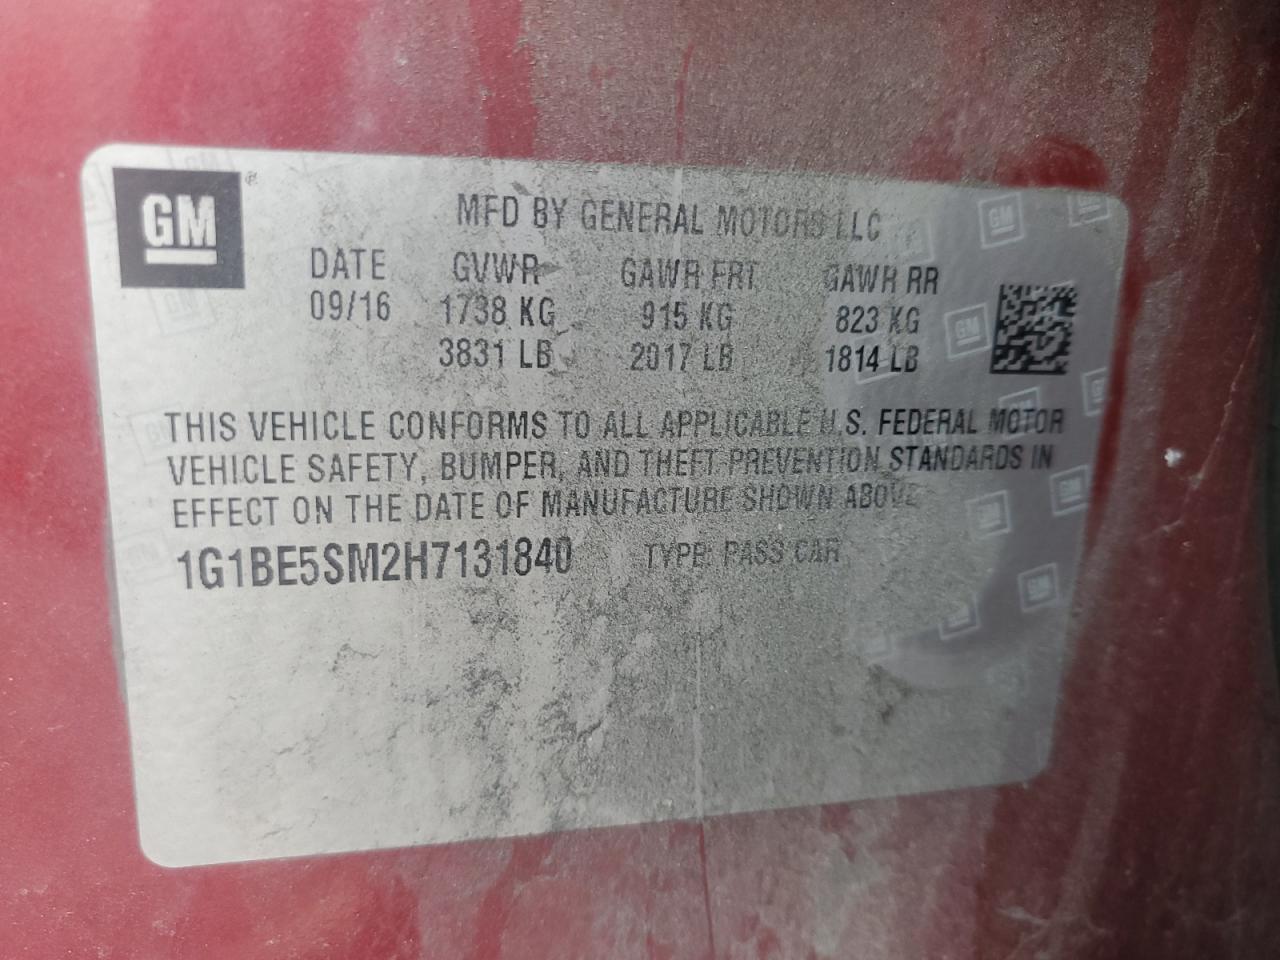 GM
MFD BY GENERAL MOTORS LLC
DATE GVWR GAWR FRT GAWR RR
09/16 1738 KG 915 KG 823 KG
3831 LB 2017 LB 1814 LB
THIS VEHICLE CONFORMS TO ALL APPLICABLE U.S. FEDERAL MOTOR
VEHICLE SAFETY, BUMPER, AND THEFT PREVENTION STANDARDS IN
EFFECT ON THE DATE OF MANUFACTURE SHOWN ABOVE
1G1BE5SM2H7131840 TYPE: PASS CAR